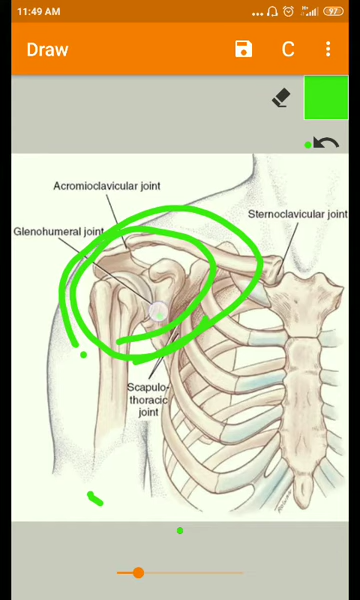 11:49 AM
97
Draw
C
Acromioclavicular joint
Sternoclavicular joint
Glenohumeral joint
Scapulo-
thoracic
joint